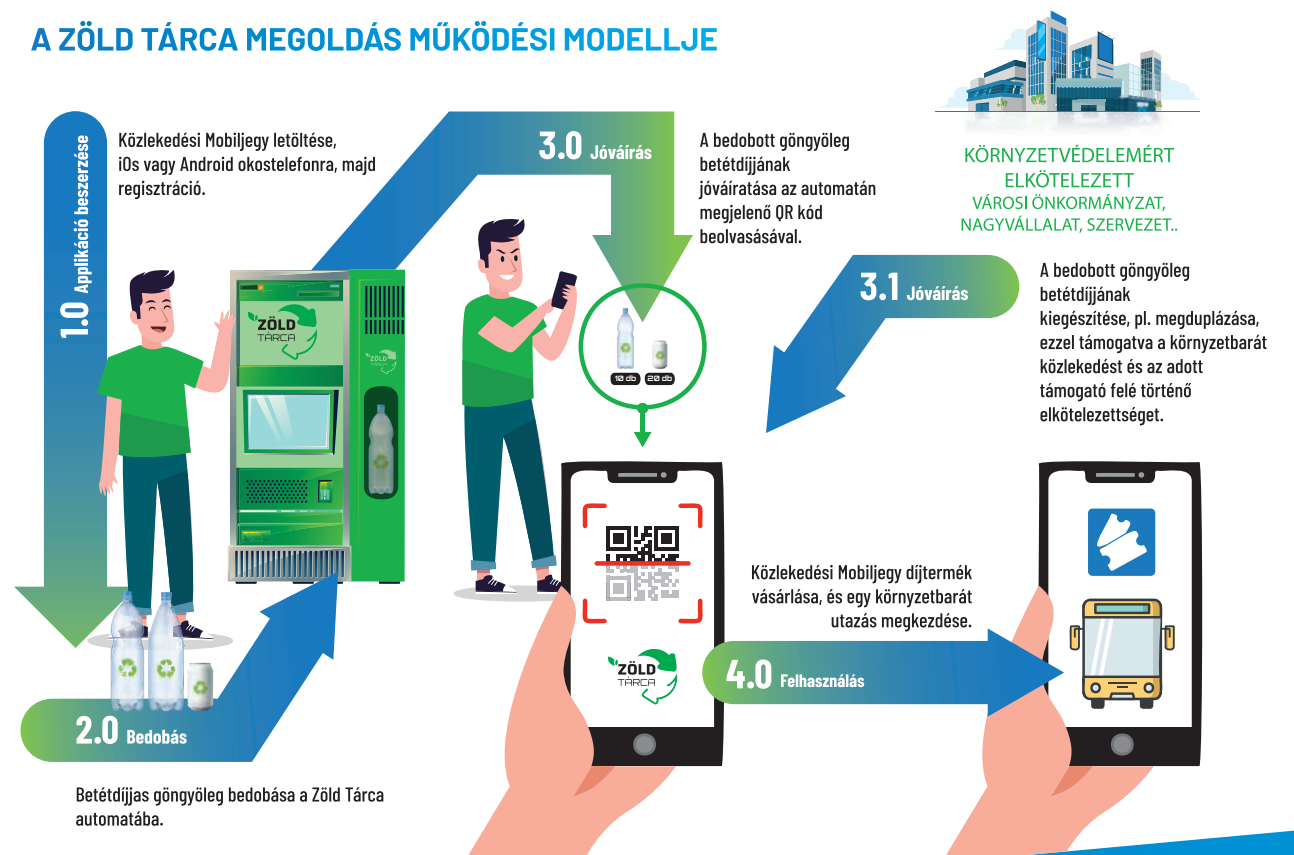 A ZÖLD TÁRCA MEGOLDÁS MŰKÖDÉSI MODELLJE
1.0 Applikáció beszerzése
Közlekedési Mobiljegy letöltése,
iOs vagy Android okostelefonra, majd
regisztráció.
ZÖLD
TÁRCA
ZÖLD
TÁRCA
2.0 Bedobás
Betétdíjjas göngyöleg bedobása a Zöld Tárca
automatába.
3.0 Jóváírás
A bedobott göngyöleg
betétdíjjának
jóváíratása az automatán
megjelenő QR kód
beolvasásával.
10 db
20 db
KÖRNYZETVÉDELEMÉRT
ELKÖTELEZETT
VÁROSI ÖNKORMÁNYZAT,
NAGYVÁLLALAT, SZERVEZET..
3.1 Jóváírás
A bedobott göngyöleg
betétdíjjának
kiegészítése, pl. megduplázása,
ezzel támogatva a környzetbarát
közlekedést és az adott
támogató felé történő
elkötelezettséget.
ZÖLD
TÁRCA
Közlekedési Mobiljegy díjtermék
vásárlása, és egy környzetbarát
utazás megkezdése.
4.0 Felhasználás